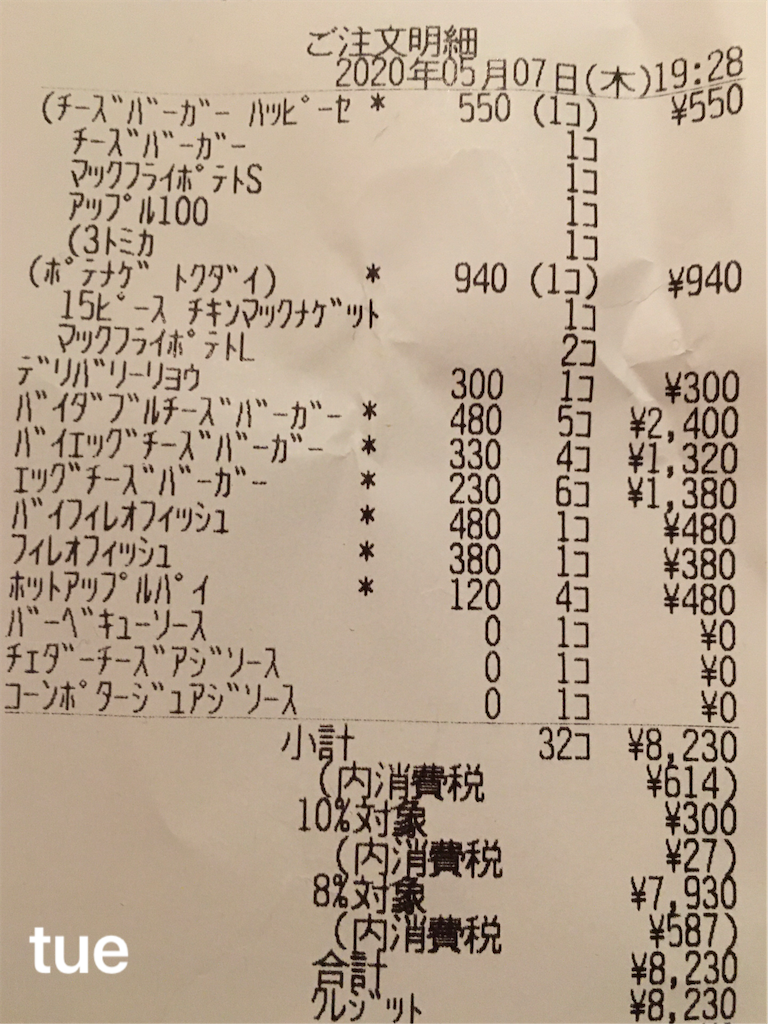 ご注文明細
2020年05月07日(木)19:28
(ﾁｰｽﾞﾊﾞｰｶﾞｰ ﾊｯﾋﾟｰｾ * 550 (1ｺ) ¥550
ﾁｰｽﾞﾊﾞｰｶﾞｰ 1ｺ
ﾏｯｸﾌﾗｲﾎﾟﾃﾄS 1ｺ
ｱｯﾌﾟﾙ100 1ｺ
(3ﾄﾐｶ 1ｺ
(ﾎﾟﾃﾅｹﾞ ﾄｸﾀﾞｲ) * 940 (1ｺ) ¥940
15ﾋﾟｰｽ ﾁｷﾝﾏｯｸﾅｹﾞｯﾄ 1ｺ
ﾏｯｸﾌﾗｲﾎﾟﾃﾄL 2ｺ
ﾃﾞﾘﾊﾞﾘｰﾘｮｳ 300 1ｺ ¥300
ﾊﾞｲﾀﾞﾌﾞﾙﾁｰｽﾞﾊﾞｰｶﾞｰ * 480 5ｺ ¥2,400
ﾊﾞｲｴｯｸﾞﾁｰｽﾞﾊﾞｰｶﾞｰ * 330 4ｺ ¥1,320
ｴｯｸﾞﾁｰｽﾞﾊﾞｰｶﾞｰ * 230 6ｺ ¥1,380
ﾊﾞｲﾌｨﾚｵﾌｨｯｼｭ * 480 1ｺ ¥480
ﾌｨﾚｵﾌｨｯｼｭ * 380 1ｺ ¥380
ﾎｯﾄｱｯﾌﾟﾙﾊﾟｲ * 120 4ｺ ¥480
ﾊﾞｰﾍﾞｷｭｰｿｰｽ 0 1ｺ ¥0
ﾁｪﾀﾞｰﾁｰｽﾞｱｼﾞｿｰｽ 0 1ｺ ¥0
ｺｰﾝﾎﾟﾀｰｼﾞｭｱｼﾞｿｰｽ 0 1ｺ ¥0
小計 32ｺ ¥8,230
(内消費税 ¥614)
10%対象 ¥300
(内消費税 ¥27)
8%対象 ¥7,930
(内消費税 ¥587)
合計 ¥8,230
ｸﾚｼﾞｯﾄ ¥8,230
tue